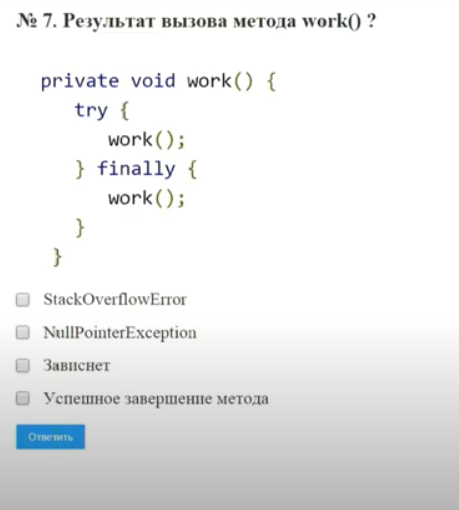 № 7. Результат вызова метода work() ?
private void work() {
try {
work();
} finally {
work();
}
}
StackOverflowError
NullPointerException
Зависнет
Успешное завершение метода
Ответить